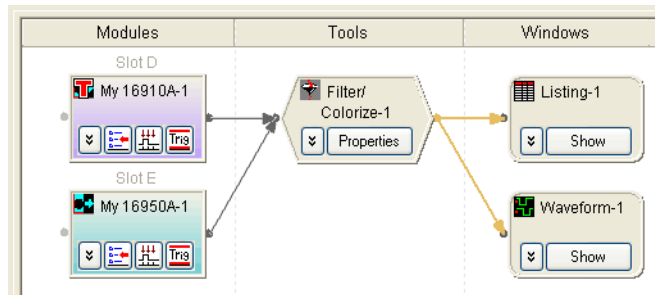 Modules Tools Windows
Slot D
My 16910A-1
Trig
Filter/
Colorize-1
Properties
Listing-1
Show
Slot E
My 16950A-1
Trig
Waveform-1
Show